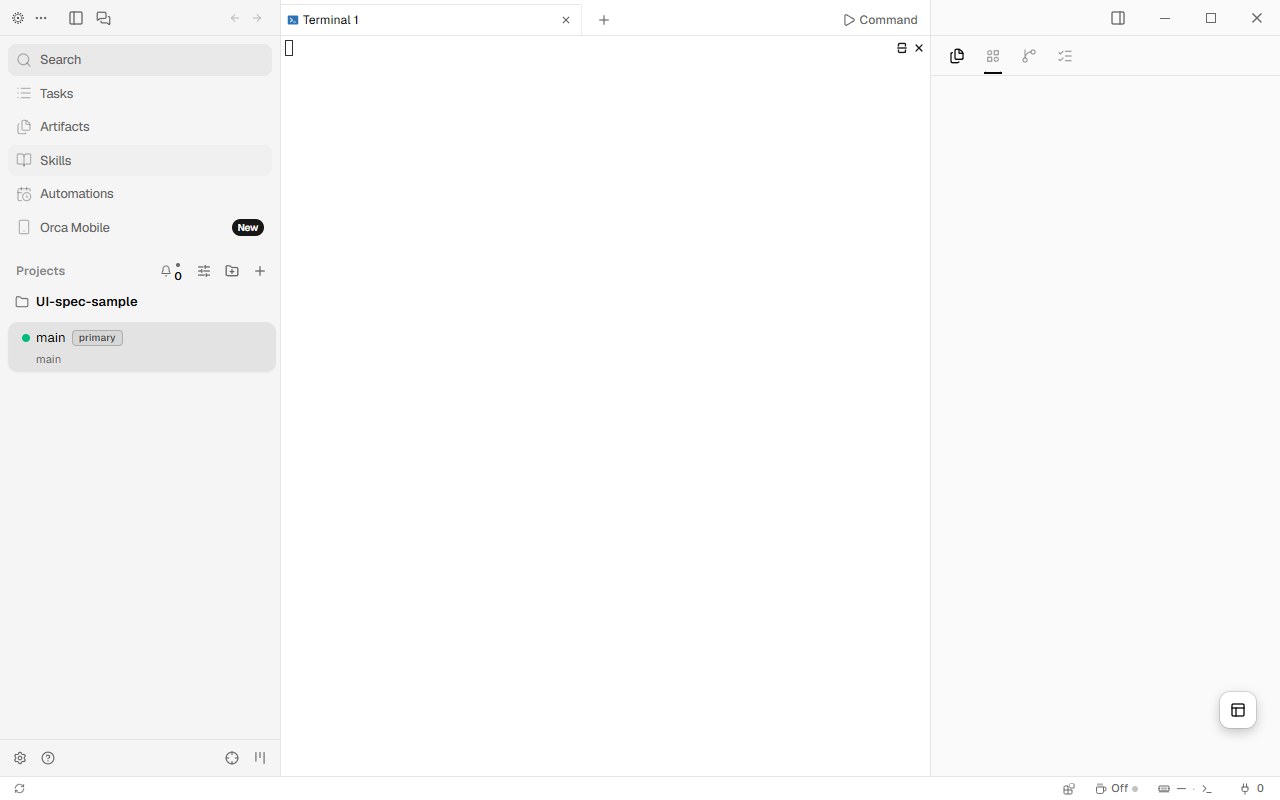 Terminal 1
Command
Search
Tasks
Artifacts
Skills
Automations
Orca Mobile New
Projects 0
UI-spec-sample
main primary
main
Off — · 0